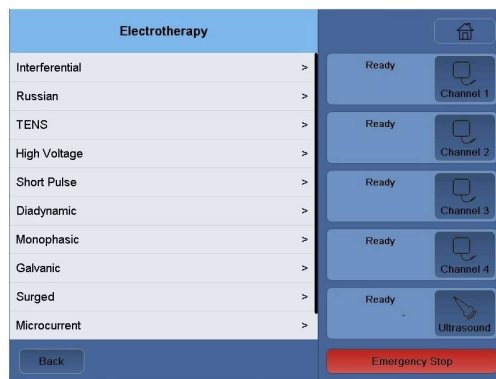 Electrotherapy
Interferential >
Russian >
TENS >
High Voltage >
Short Pulse >
Diadynamic >
Monophasic >
Galvanic >
Surged >
Microcurrent >
Back
Ready
Channel 1
Ready
Channel 2
Ready
Channel 3
Ready
Channel 4
Ready
Ultrasound
Emergency Stop